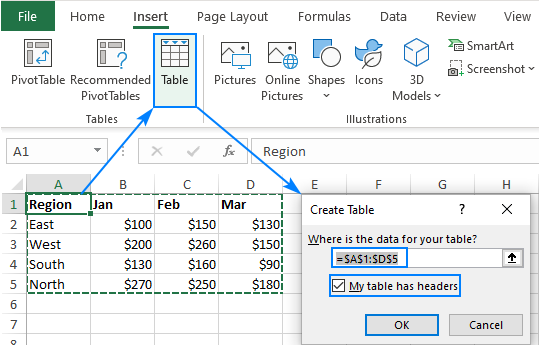 File Home Insert Page Layout Formulas Data Review View
PivotTable Recommended PivotTables Table Pictures Online Pictures Shapes Icons 3D Models SmartArt Screenshot
Tables Illustrations
A1 fx Region
A B C D E F G H
1 Region Jan Feb Mar
2 East $100 $150 $130
3 West $200 $260 $150
4 South $130 $160 $90
5 North $270 $250 $180
6
7
8
Create Table ?
Where is the data for your table?
=$A$1:$D$5
My table has headers
OK Cancel